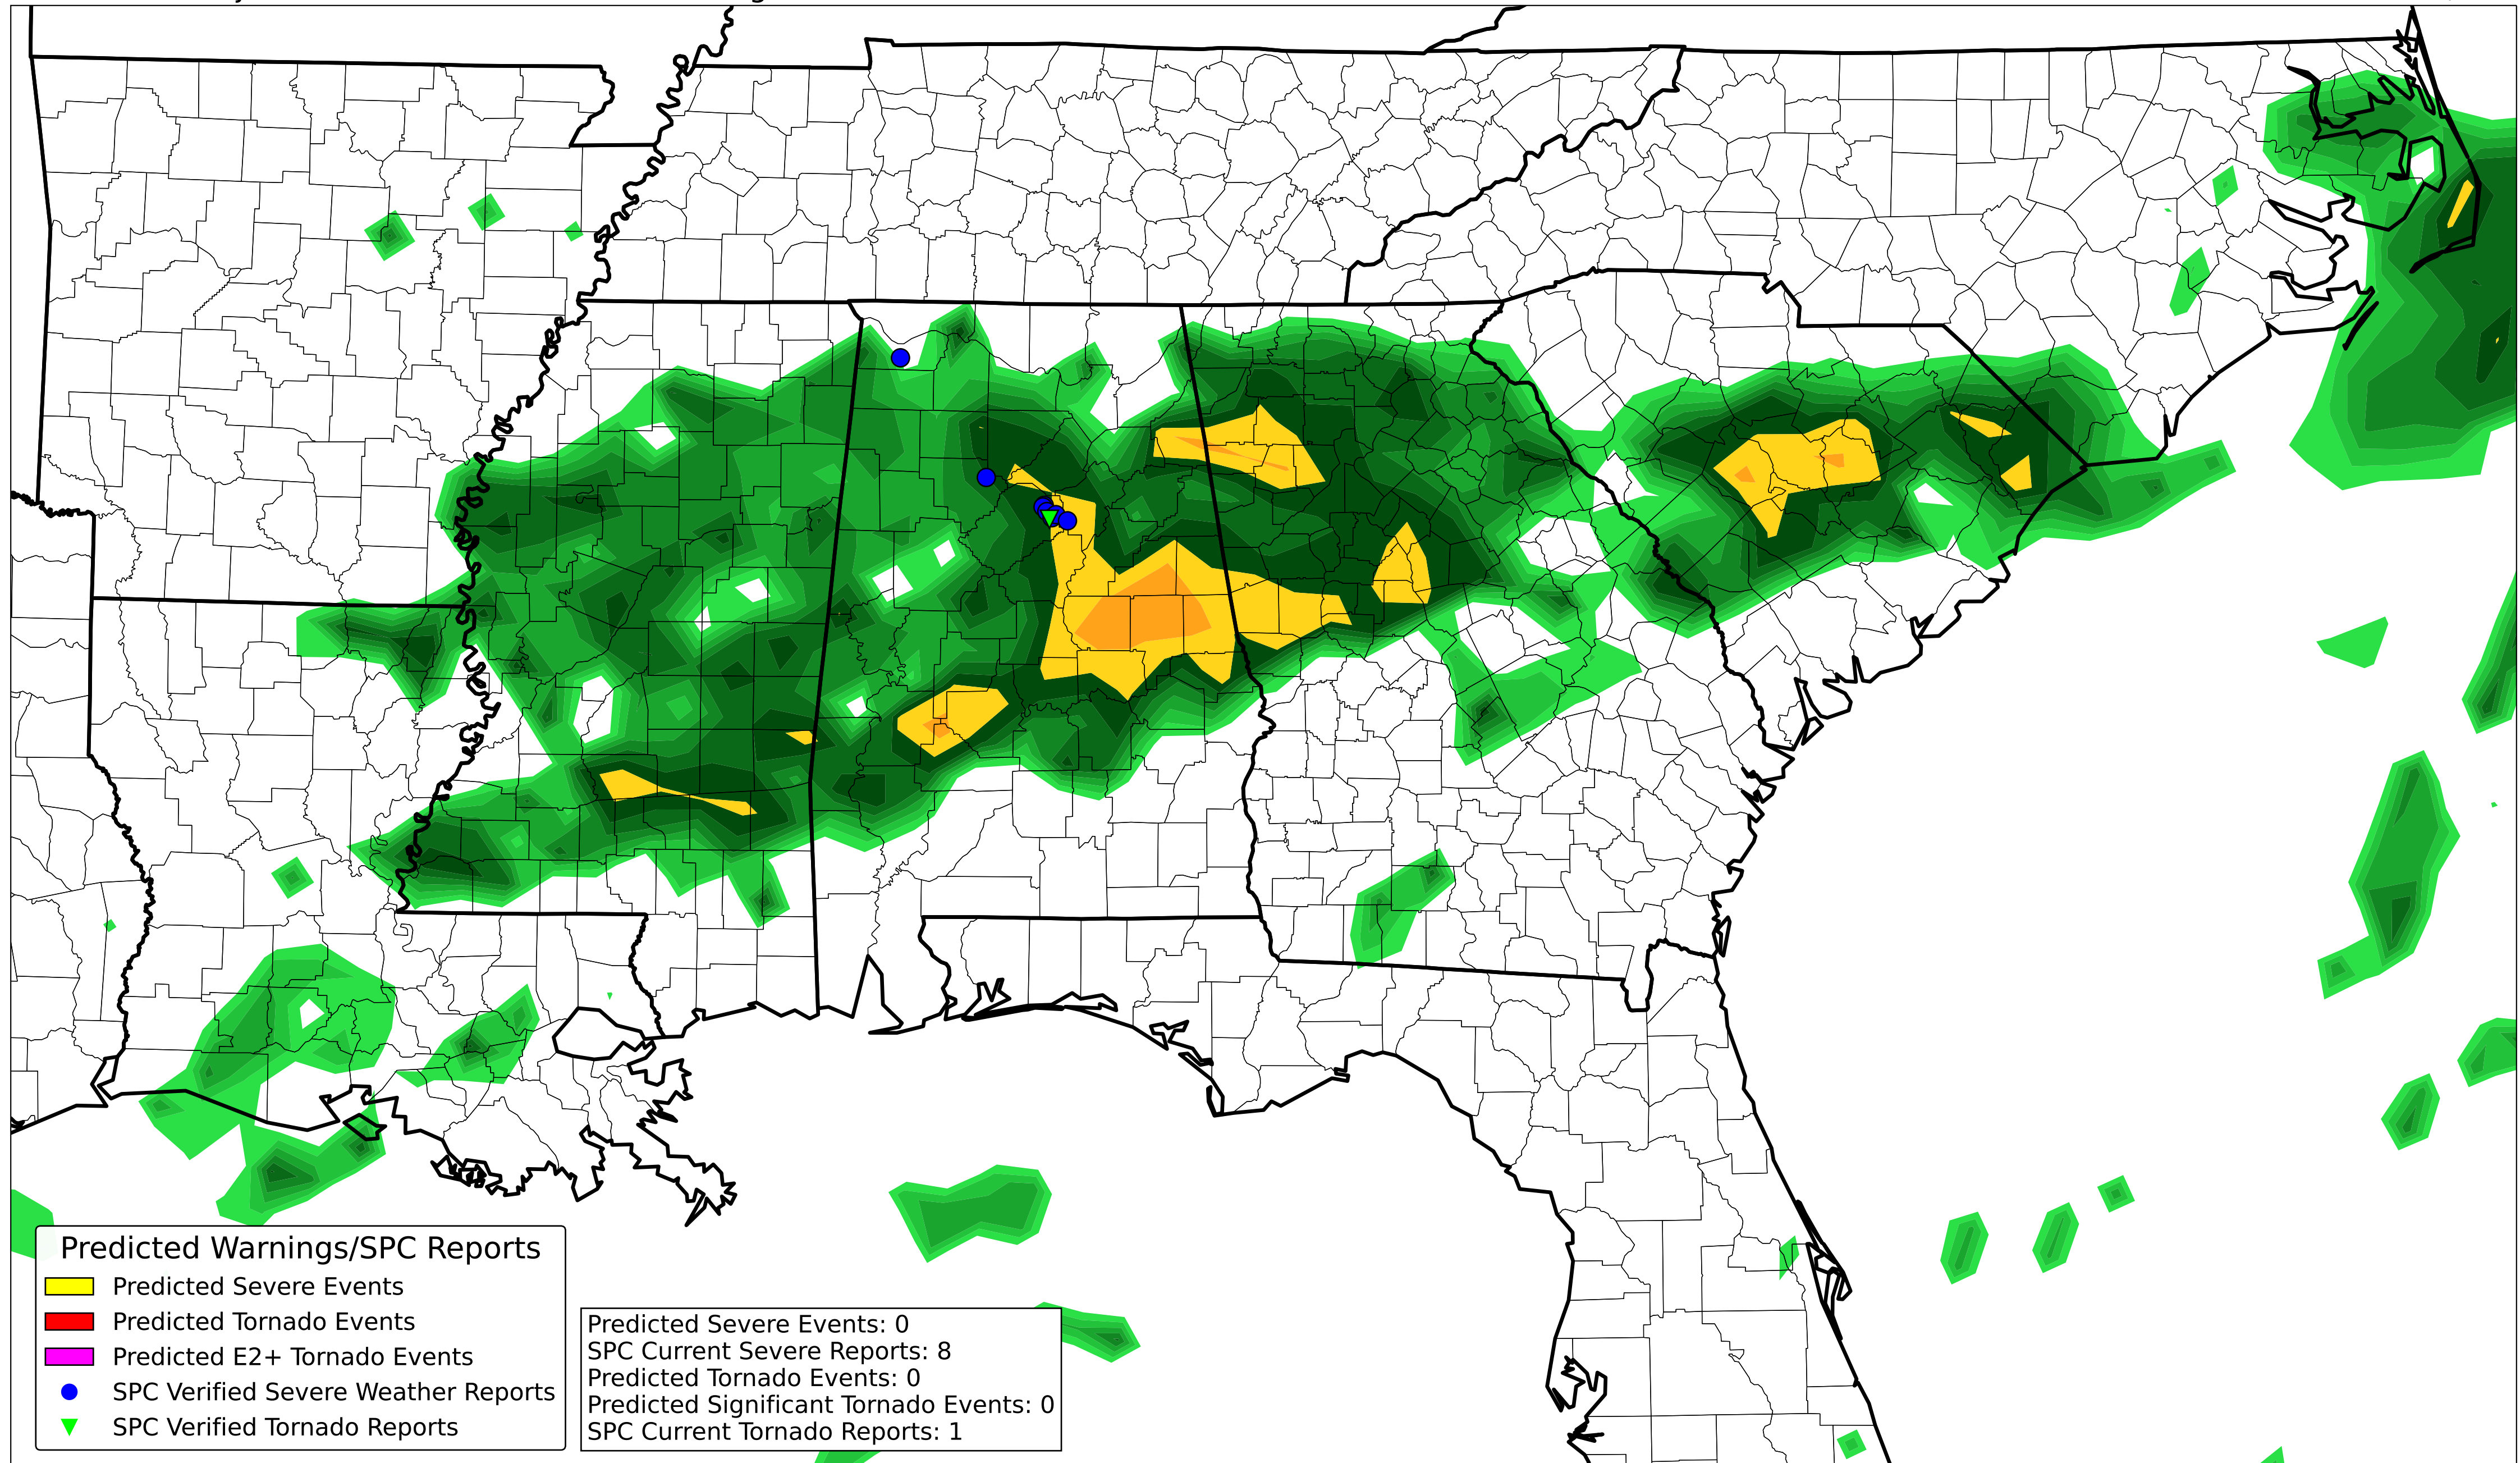 Predicted Warnings/SPC Reports
Predicted Severe Events
Predicted Tornado Events
Predicted E2+ Tornado Events
SPC Verified Severe Weather Reports
SPC Verified Tornado Reports
Predicted Severe Events: 0
SPC Current Severe Reports: 8
Predicted Tornado Events: 0
Predicted Significant Tornado Events: 0
SPC Current Tornado Reports: 1